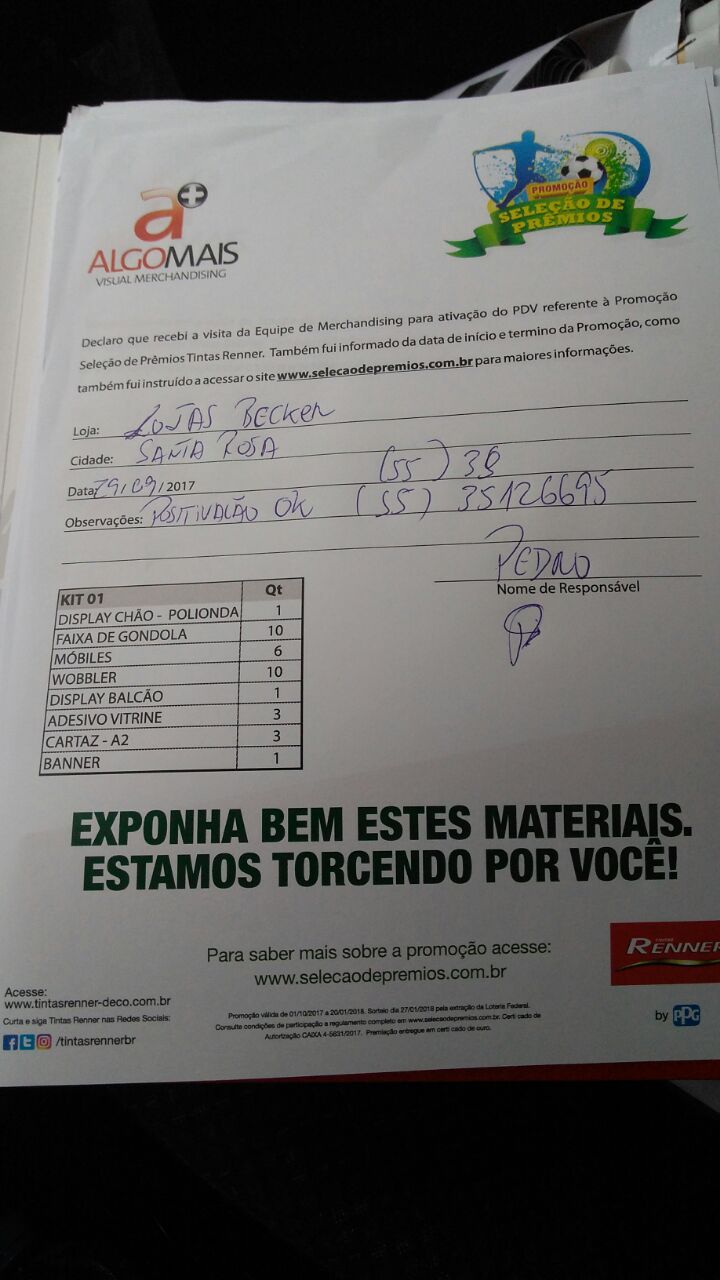 a+
ALGOMAIS
VISUAL MERCHANDISING
PROMOÇÃO
SELEÇÃO DE
PRÊMIOS
Declaro que recebi a visita da Equipe de Merchandising para ativação do PDV referente à Promoção
Seleção de Prêmios Tintas Renner. Também fui informado da data de início e termino da Promoção, como
também fui instruído a acessar o site www.selecaodepremios.com.br para maiores informações.
Loja: LOJAS BECKER
Cidade: SANTA ROSA
(55) 38
Data: 29/09/2017
Observações: POSITIVAÇÃO OK (55) 35126695
PEDRO
Nome de Responsável
KIT 01 Qt
DISPLAY CHÃO - POLIONDA 1
FAIXA DE GONDOLA 10
MÓBILES 6
WOBBLER 10
DISPLAY BALCÃO 1
ADESIVO VITRINE 3
CARTAZ - A2 3
BANNER 1
EXPONHA BEM ESTES MATERIAIS.
ESTAMOS TORCENDO POR VOCÊ!
Para saber mais sobre a promoção acesse:
www.selecaodepremios.com.br
RENNER
Acesse:
www.tintasrenner-deco.com.br
Curta e siga Tintas Renner nas Redes Sociais:
/tintasrennerbr
Promoção válida de 01/10/2017 a 20/01/2018. Sorteio dia 27/01/2018 pela extração da Loteria Federal.
Consulte condições de participação e regulamento completo em www.selecaodepremios.com.br. Certi cado de
Autorização CAIXA 4-5631/2017. Premiação entregue em certi cado de ouro.
by PPG